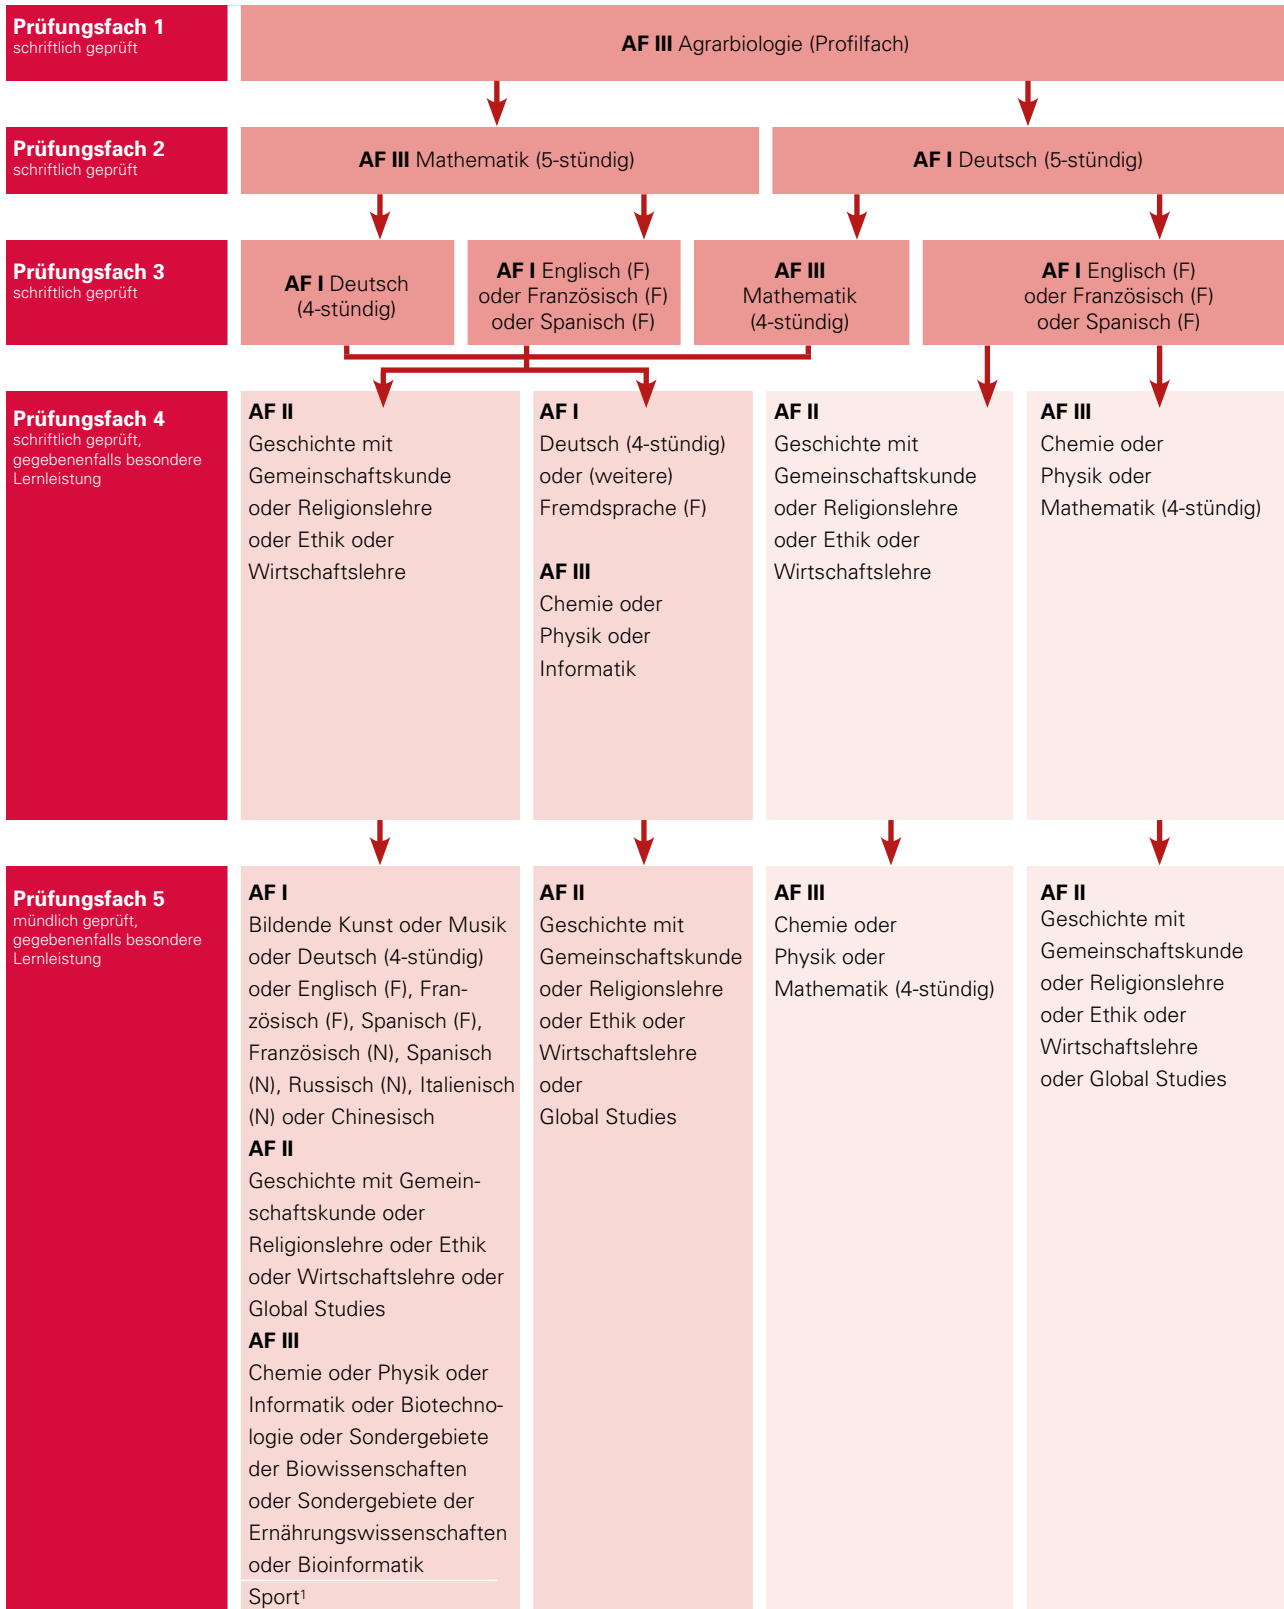 Prüfungsfach 1
schriftlich geprüft
AF III Agrarbiologie (Profilfach)
Prüfungsfach 2
schriftlich geprüft
AF III Mathematik (5-stündig)
AF I Deutsch (5-stündig)
Prüfungsfach 3
schriftlich geprüft
AF I Deutsch
(4-stündig)
AF I Englisch (F)
oder Französisch (F)
oder Spanisch (F)
AF III
Mathematik
(4-stündig)
AF I Englisch (F)
oder Französisch (F)
oder Spanisch (F)
Prüfungsfach 4
schriftlich geprüft,
gegebenenfalls besondere
Lernleistung
AF II
Geschichte mit
Gemeinschaftskunde
oder Religionslehre
oder Ethik oder
Wirtschaftslehre
AF I
Deutsch (4-stündig)
oder (weitere)
Fremdsprache (F)
AF III
Chemie oder
Physik oder
Informatik
AF II
Geschichte mit
Gemeinschaftskunde
oder Religionslehre
oder Ethik oder
Wirtschaftslehre
AF III
Chemie oder
Physik oder
Mathematik (4-stündig)
Prüfungsfach 5
mündlich geprüft,
gegebenenfalls besondere
Lernleistung
AF I
Bildende Kunst oder Musik
oder Deutsch (4-stündig)
oder Englisch (F), Fran-
zösisch (F), Spanisch (F),
Französisch (N), Spanisch
(N), Russisch (N), Italienisch
(N) oder Chinesisch
AF II
Geschichte mit Gemein-
schaftskunde oder
Religionslehre oder Ethik
oder Wirtschaftslehre oder
Global Studies
AF III
Chemie oder Physik oder
Informatik oder Biotechno-
logie oder Sondergebiete
der Biowissenschaften
oder Sondergebiete der
Ernährungswissenschaften
oder Bioinformatik
Sport¹
AF II
Geschichte mit
Gemeinschaftskunde
oder Religionslehre
oder Ethik oder
Wirtschaftslehre
oder
Global Studies
AF III
Chemie oder
Physik oder
Mathematik (4-stündig)
AF II
Geschichte mit
Gemeinschaftskunde
oder Religionslehre
oder Ethik oder
Wirtschaftslehre
oder Global Studies